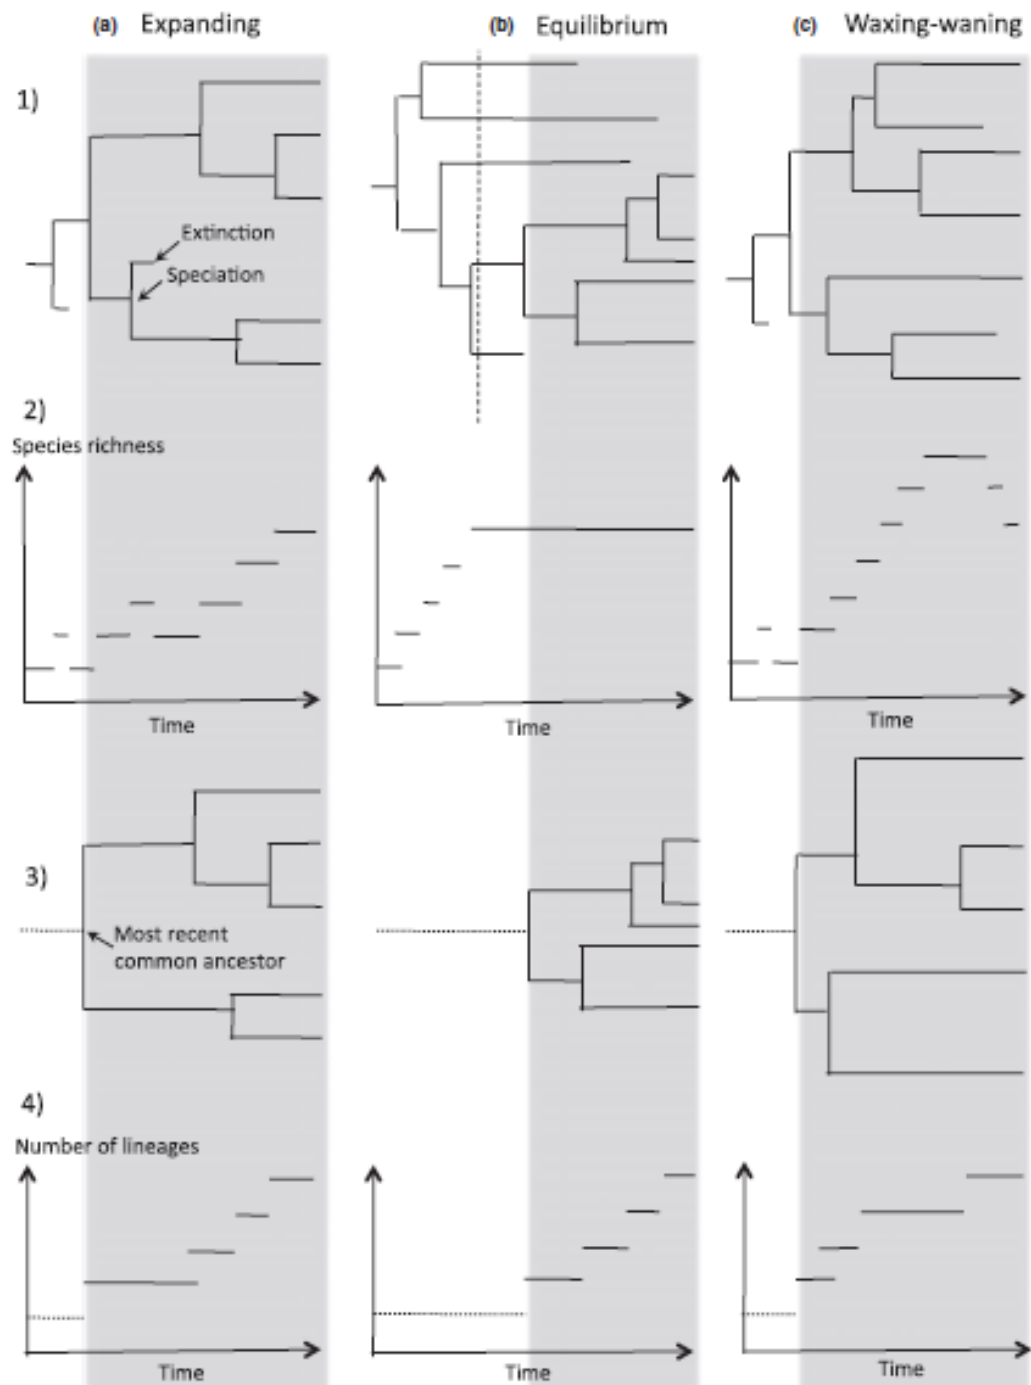 (a) Expanding
(b) Equilibrium
(c) Waxing-waning
1)
Extinction
Speciation
2)
Species richness
Time
Time
Time
3)
Most recent
common ancestor
4)
Number of lineages
Time
Time
Time